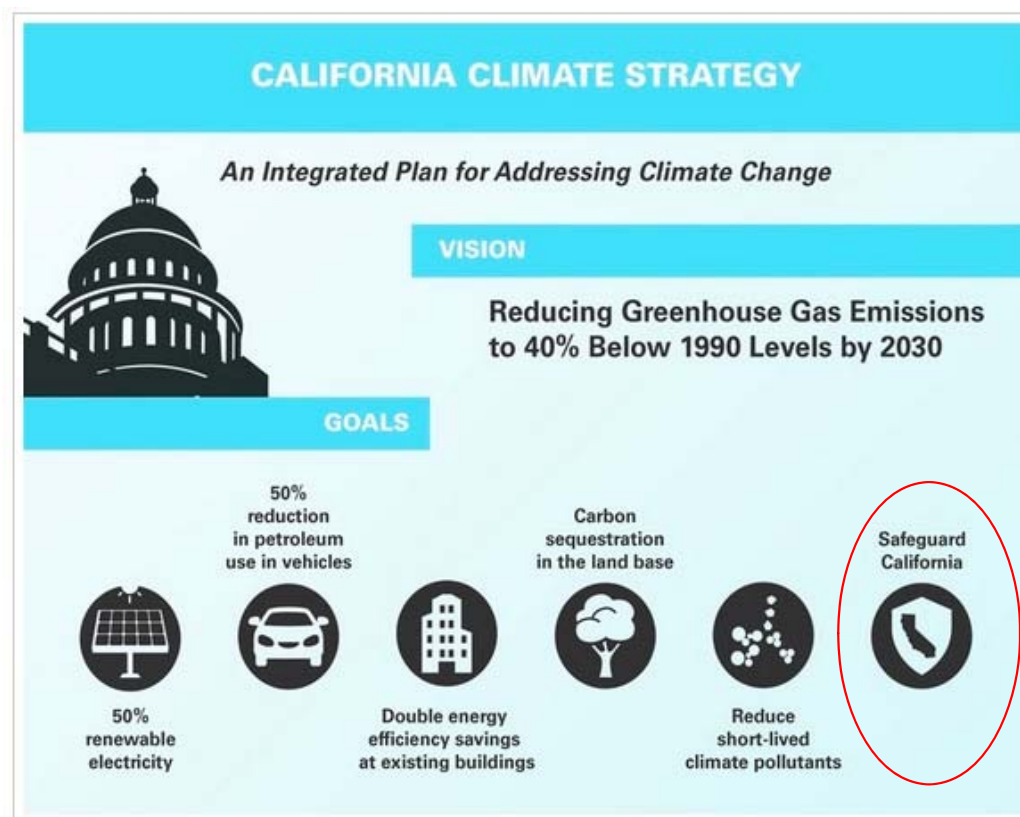 CALIFORNIA CLIMATE STRATEGY
An Integrated Plan for Addressing Climate Change
VISION
Reducing Greenhouse Gas Emissions
to 40% Below 1990 Levels by 2030
GOALS
50%
renewable
electricity
50%
reduction
in petroleum
use in vehicles
Double energy
efficiency savings
at existing buildings
Carbon
sequestration
in the land base
Reduce
short-lived
climate pollutants
Safeguard
California